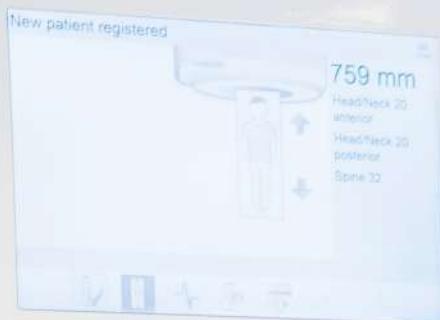 New patient registered
759 mm
Head/Neck 20
anterior
Head/Neck 20
posterior
Spine 32